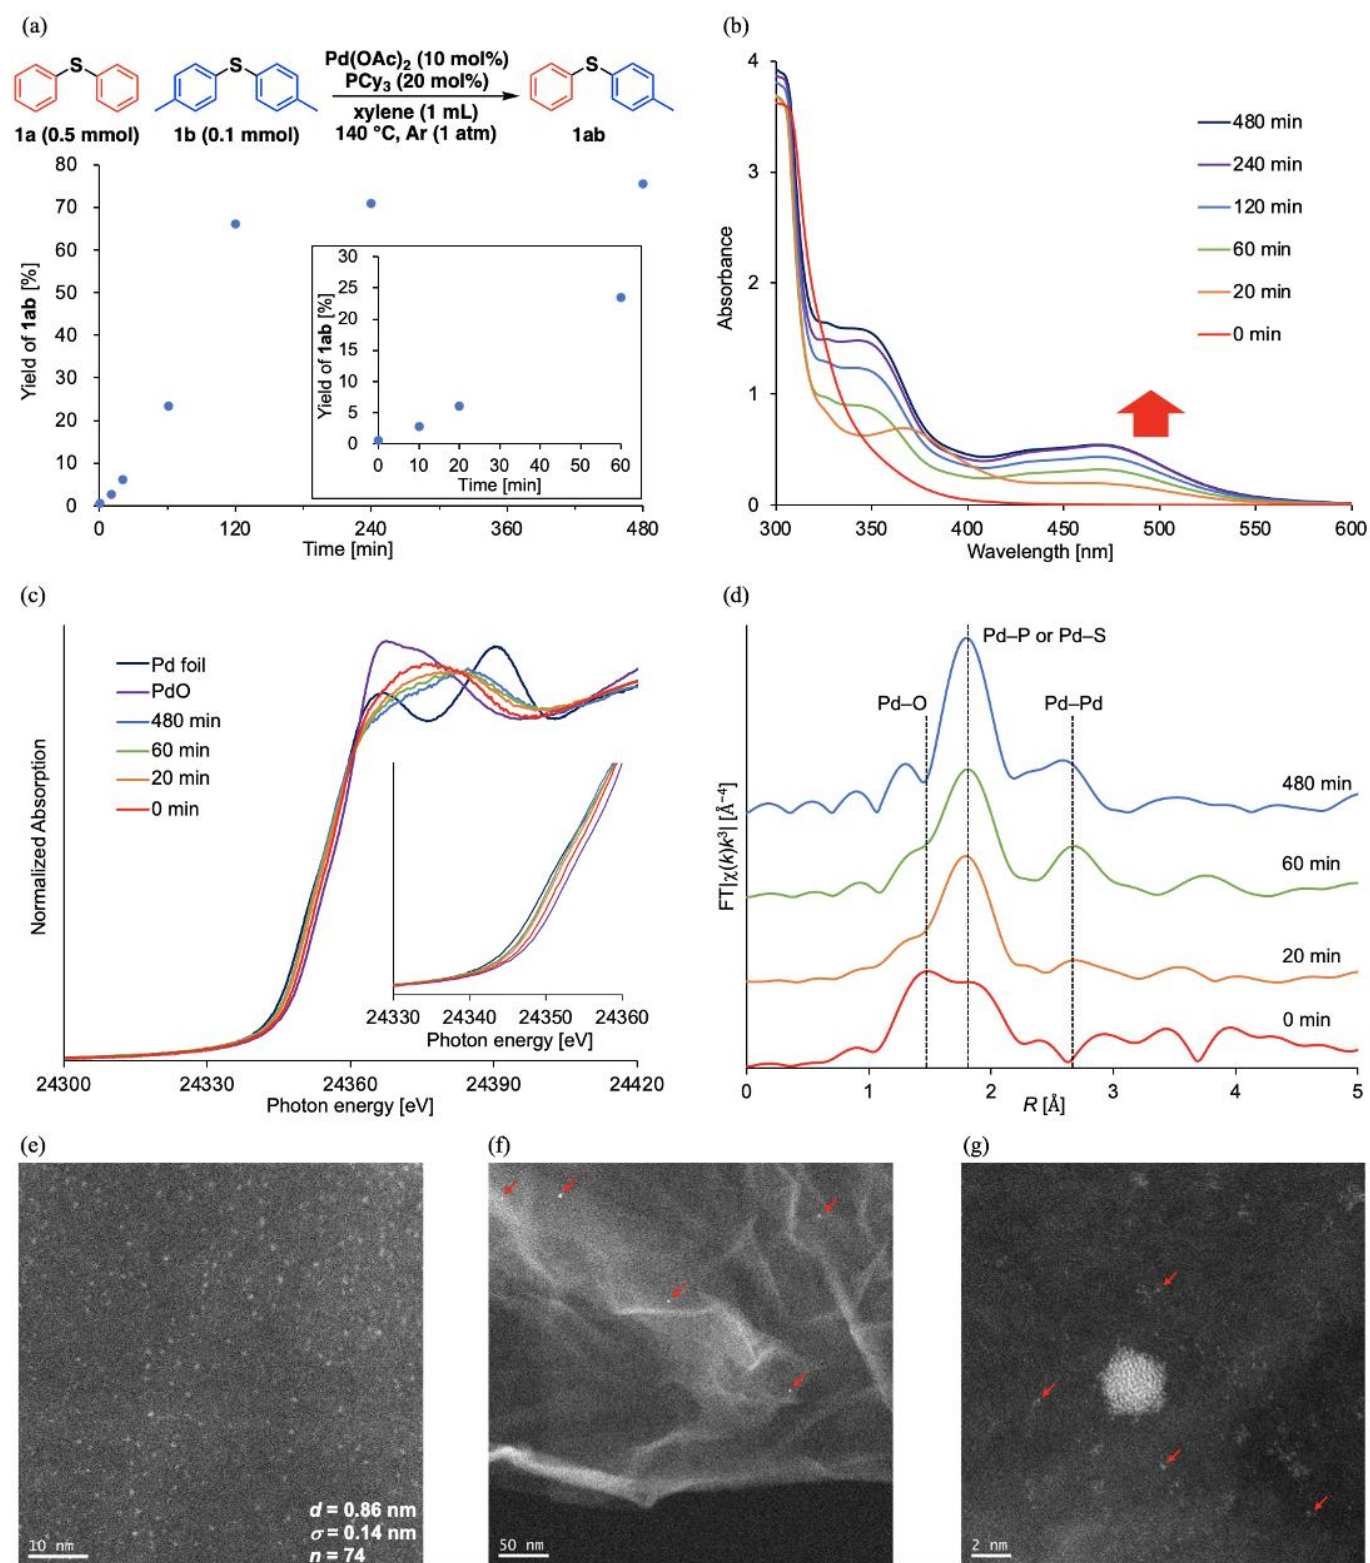 (a)
S
S
Pd(OAc)2 (10 mol%)
PCy3 (20 mol%)
xylene (1 mL)
140 °C, Ar (1 atm)
S
1a (0.5 mmol)
1b (0.1 mmol)
1ab
80
70
60
50
40
30
20
10
0
Yield of 1ab [%]
0
120
240
360
480
Time [min]
30
25
20
15
10
5
0
Yield of 1ab [%]
0
10
20
30
40
50
60
Time [min]
(b)
4
3
2
1
0
Absorbance
480 min
240 min
120 min
60 min
20 min
0 min
300
350
400
450
500
550
600
Wavelength [nm]
(c)
Pd foil
PdO
480 min
60 min
20 min
0 min
Normalized Absorption
24330
24340
24350
24360
Photon energy [eV]
24300
24330
24360
24390
24420
Photon energy [eV]
(d)
Pd–P or Pd–S
Pd–O
Pd–Pd
480 min
60 min
20 min
0 min
FT|χ(k)k³| [Å⁻⁴]
0
1
2
3
4
5
R [Å]
(e)
d = 0.86 nm
σ = 0.14 nm
n = 74
10 nm
(f)
50 nm
(g)
2 nm